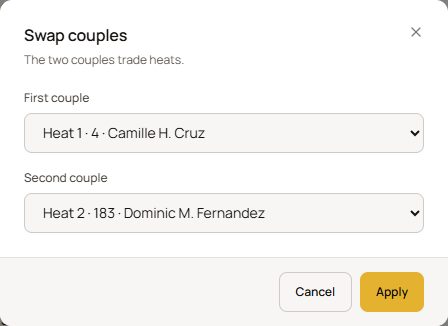 Swap couples
The two couples trade heats.
First couple
Heat 1 · 4 · Camille H. Cruz
Second couple
Heat 2 · 183 · Dominic M. Fernandez
Cancel
Apply